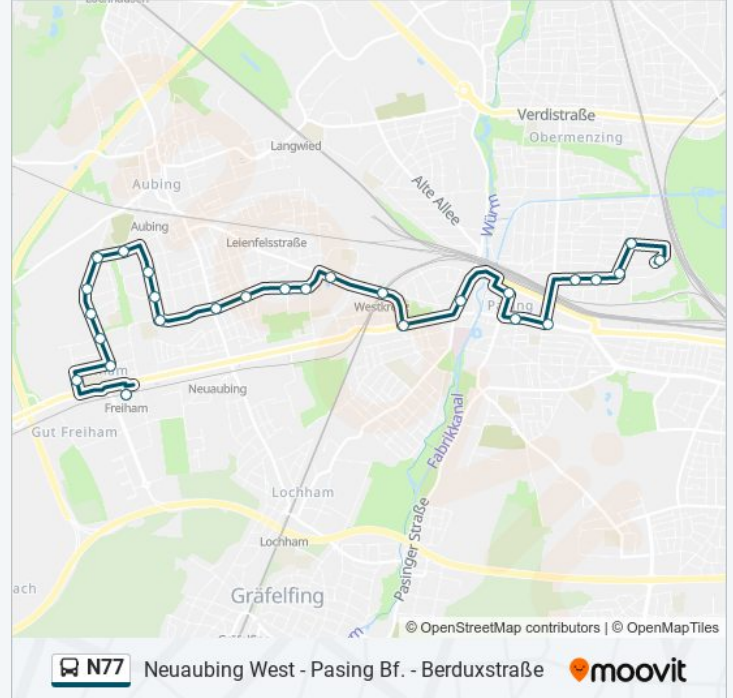 Verdistraße
Obermenzing
Langwied
Aubing
Alte Allee
Würm
Aubing
Leienfelsstraße
Pasing
Neuaubing
Freiham
Gut Freiham
Fabrikkanal
Lochham
Pasinger Straße
Lochham
ach
Gräfelfing
© OpenStreetMap contributors | © OpenMapTiles
N77 Neuaubing West - Pasing Bf. - Berduxstraße moovit